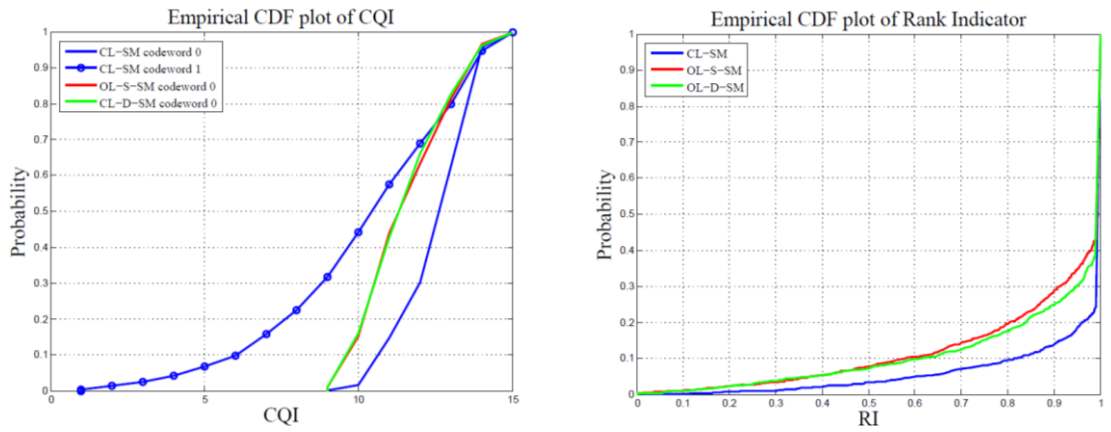 Empirical CDF plot of CQI
CL-SM codeword 0
CL-SM codeword 1
OL-S-SM codeword 0
CL-D-SM codeword 0
Probability
1
0.9
0.8
0.7
0.6
0.5
0.4
0.3
0.2
0.1
0
0 5 10 15
CQI
Empirical CDF plot of Rank Indicator
CL-SM
OL-S-SM
OL-D-SM
Probability
1
0.9
0.8
0.7
0.6
0.5
0.4
0.3
0.2
0.1
0
0 0.1 0.2 0.3 0.4 0.5 0.6 0.7 0.8 0.9 1
RI